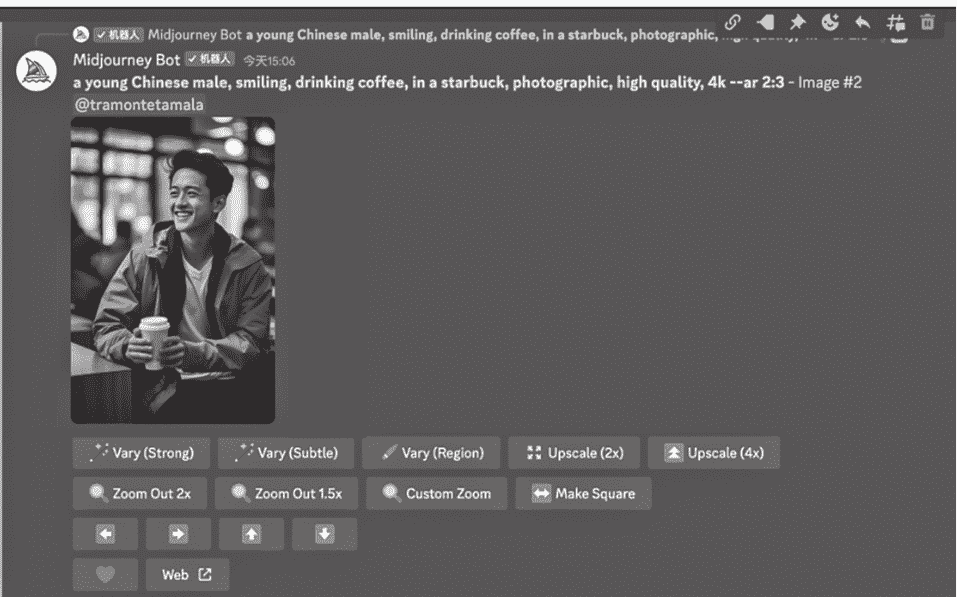 ✓机器人 Midjourney Bot a young Chinese male, smiling, drinking coffee, in a starbuck, photographic,
Midjourney Bot ✓机器人 今天15:06
a young Chinese male, smiling, drinking coffee, in a starbuck, photographic, high quality, 4k --ar 2:3 - Image #2
@tramontetamala
Vary (Strong) Vary (Subtle) Vary (Region) Upscale (2x) Upscale (4x)
Zoom Out 2x Zoom Out 1.5x Custom Zoom Make Square
Web